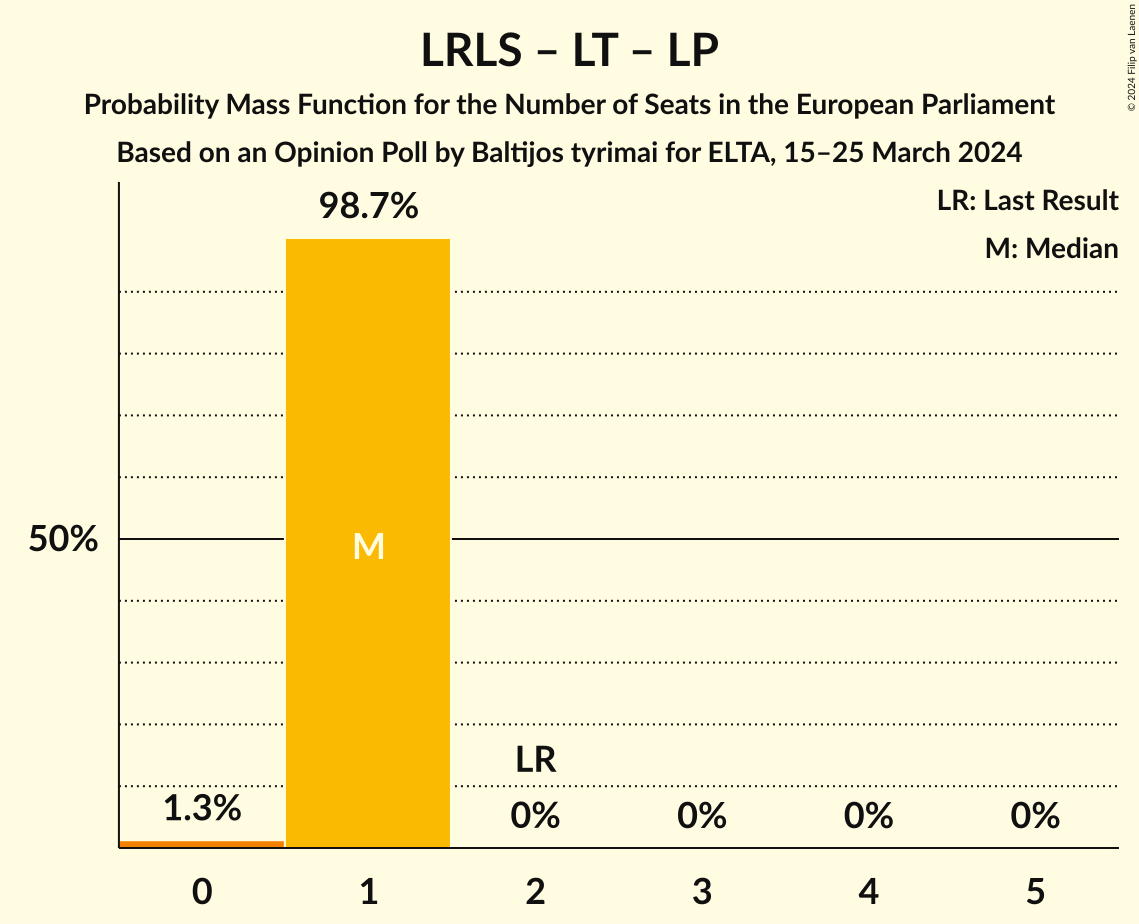 LRLS – LT – LP
Probability Mass Function for the Number of Seats in the European Parliament
Based on an Opinion Poll by Baltijos tyrimai for ELTA, 15–25 March 2024
© 2024 Filip van Laenen
LR: Last Result
M: Median
98.7%
50%
M
LR
1.3%
0%
0%
0%
0%
0
1
2
3
4
5